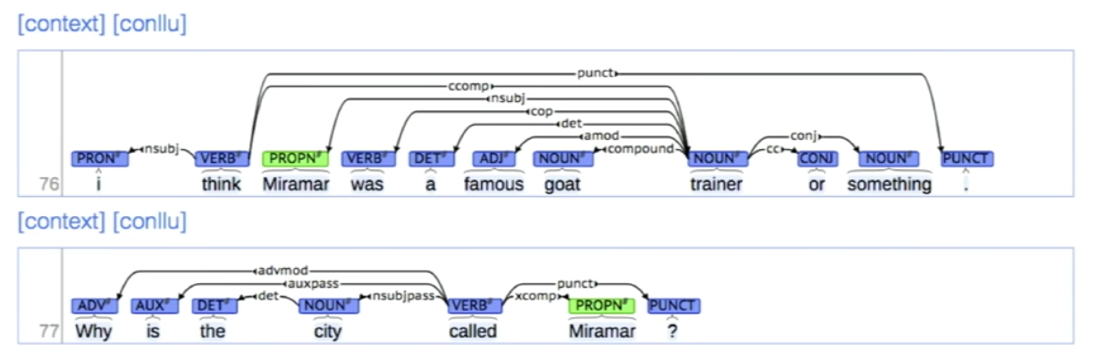 [context] [conllu]
punct
ccomp
nsubj
cop
det
amod
nsubj compound conj cc
PRON# VERB# PROPN# VERB# DET# ADJ# NOUN# NOUN# CONJ NOUN# PUNCT
76 i think Miramar was a famous goat trainer or something .
[context] [conllu]
advmod
auxpass punct
det nsubjpass xcomp
ADV# AUX# DET# NOUN# VERB# PROPN# PUNCT
77 Why is the city called Miramar ?